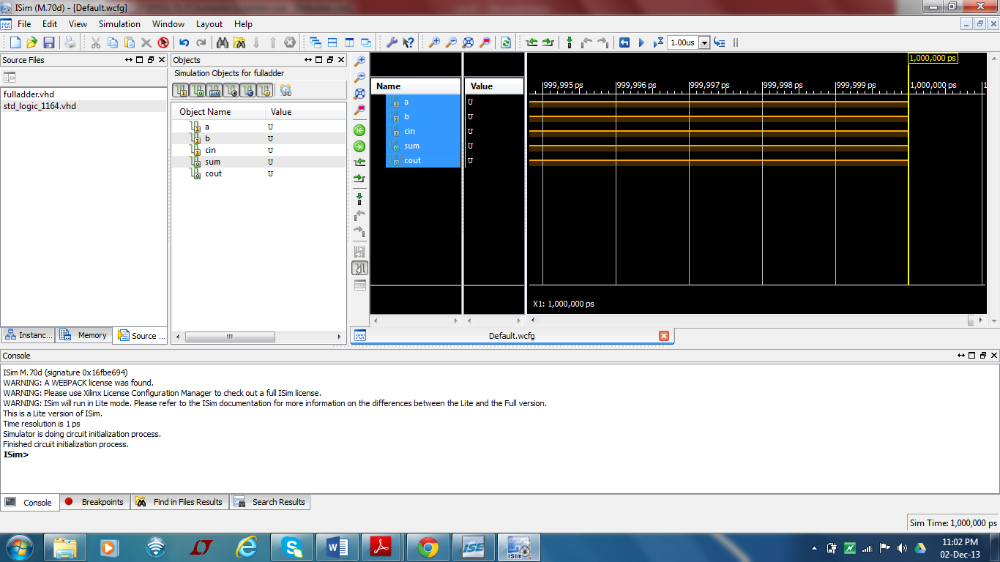 ISim (M.70d) - [Default.wcfg]
File Edit View Simulation Window Layout Help
1.00us
Source Files
fulladder.vhd
std_logic_1164.vhd
Instanc... Memory Source ...
Objects
Simulation Objects for fulladder
Object Name Value
a U
b U
cin U
sum U
cout U
Name Value
a U
b U
cin U
sum U
cout U
1,000,000 ps
999,995 ps 999,996 ps 999,997 ps 999,998 ps 999,999 ps 1,000,000 ps 1
X1: 1,000,000 ps
Default.wcfg
Console
ISim M.70d (signature 0x16fbe694)
WARNING: A WEBPACK license was found.
WARNING: Please use Xilinx License Configuration Manager to check out a full ISim license.
WARNING: ISim will run in Lite mode. Please refer to the ISim documentation for more information on the differences between the Lite and the Full version.
This is a Lite version of ISim.
Time resolution is 1 ps
Simulator is doing circuit initialization process.
Finished circuit initialization process.
ISim>
Console Breakpoints Find in Files Results Search Results
Sim Time: 1,000,000 ps
ISE ISim
11:02 PM
02-Dec-13